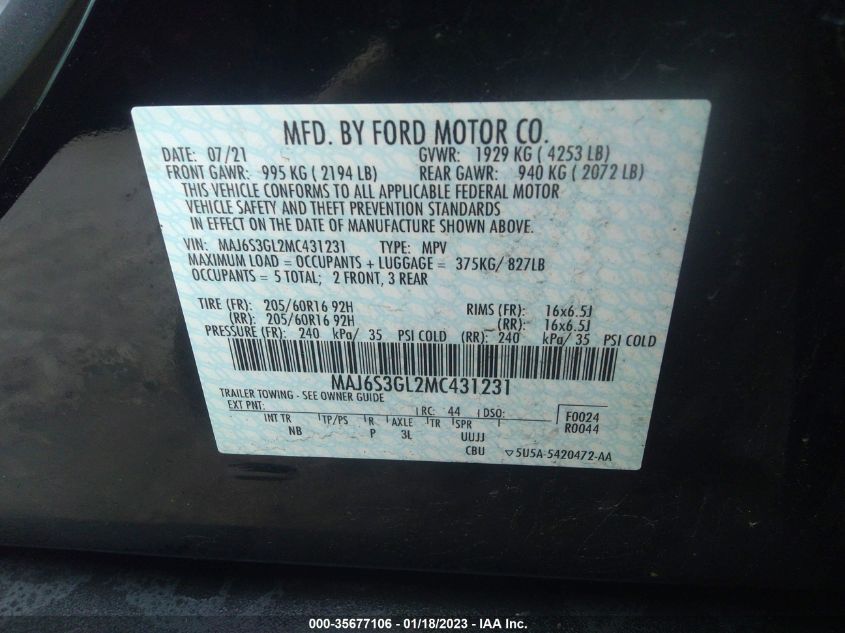 MFD. BY FORD MOTOR CO.
DATE: 07/21 GVWR: 1929 KG ( 4253 LB)
FRONT GAWR: 995 KG ( 2194 LB) REAR GAWR: 940 KG ( 2072 LB)
THIS VEHICLE CONFORMS TO ALL APPLICABLE FEDERAL MOTOR
VEHICLE SAFETY AND THEFT PREVENTION STANDARDS
IN EFFECT ON THE DATE OF MANUFACTURE SHOWN ABOVE.
VIN: MAJ6S3GL2MC431231 TYPE: MPV
MAXIMUM LOAD = OCCUPANTS + LUGGAGE = 375KG/ 827LB
OCCUPANTS = 5 TOTAL; 2 FRONT, 3 REAR
TIRE (FR): 205/60R16 92H RIMS (FR): 16x6.5J
(RR): 205/60R16 92H (RR): 16x6.5J
PRESSURE (FR): 240 kPa/ 35 PSI COLD (RR): 240 kPa/ 35 PSI COLD
MAJ6S3GL2MC431231
TRAILER TOWING - SEE OWNER GUIDE
EXT PNT: RC: 44 DSO: F0024
INT TR TP/PS R AXLE TR SPR R0044
NB P 3L UUJJ
CBU 5U5A-5420472-AA
000-35677106 - 01/18/2023 - IAA Inc.